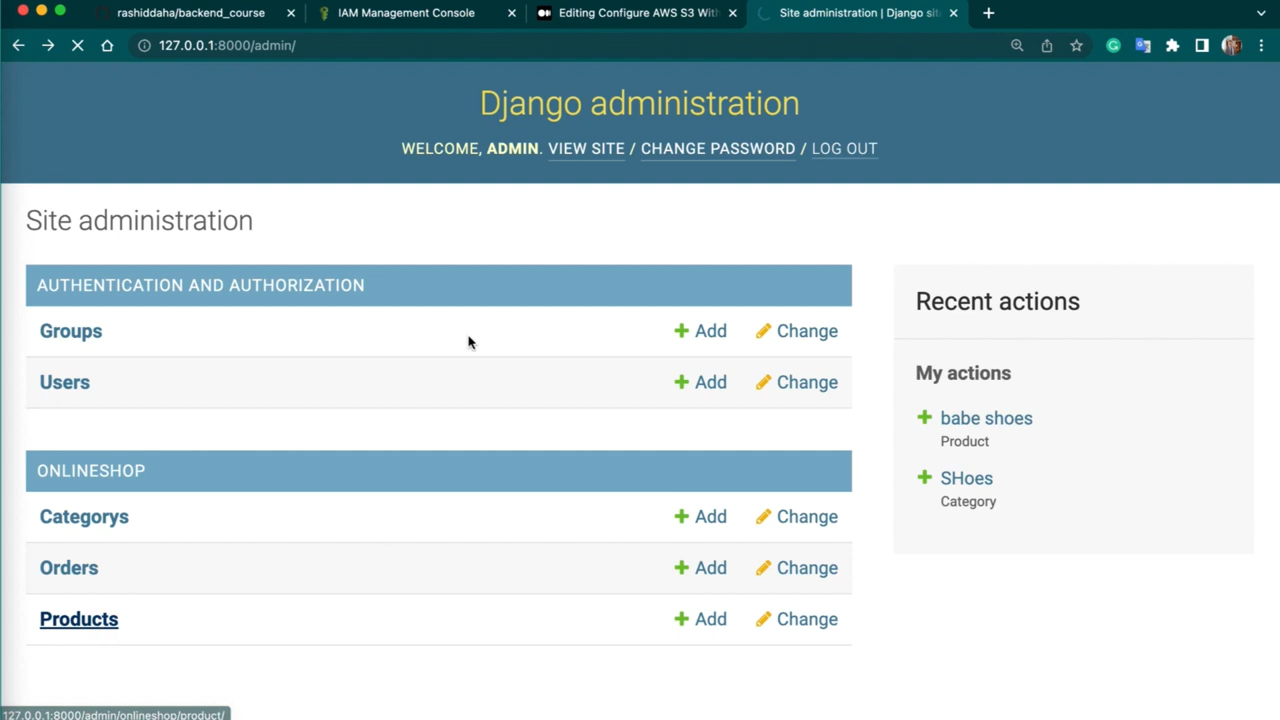 rashiddaha/backend_course
IAM Management Console
Editing Configure AWS S3 With
Site administration | Django sit
127.0.0.1:8000/admin/
Django administration
WELCOME, ADMIN. VIEW SITE / CHANGE PASSWORD / LOG OUT
Site administration
AUTHENTICATION AND AUTHORIZATION
Groups Add Change
Users Add Change
ONLINESHOP
Categorys Add Change
Orders Add Change
Products Add Change
Recent actions
My actions
babe shoes
Product
SHoes
Category
127.0.0.1:8000/admin/onlineshop/product/